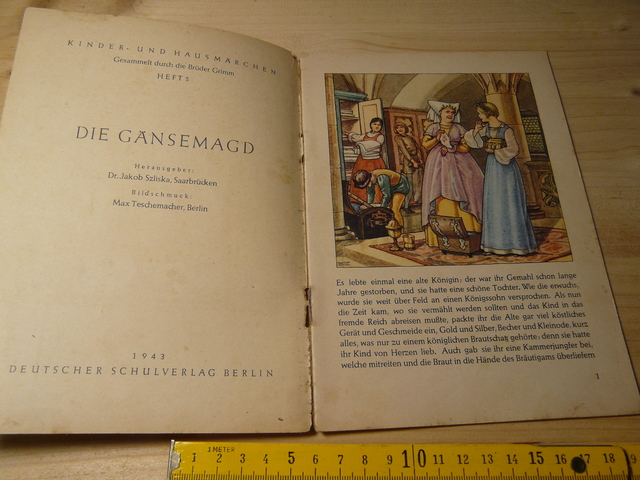 KINDER- UND HAUSMÄRCHEN
Gesammelt durch die Brüder Grimm
HEFT 5
DIE GÄNSEMAGD
Herausgeber:
Dr. Jakob Szliska, Saarbrücken
Bildschmuck:
Max Teschemacher, Berlin
1943
DEUTSCHER SCHULVERLAG BERLIN
Es lebte einmal eine alte Königin; der war ihr Gemahl schon lange
Jahre gestorben, und sie hatte eine schöne Tochter. Wie die erwuchs,
wurde sie weit über Feld an einen Königssohn versprochen. Als nun
die Zeit kam, wo sie vermählt werden sollten und das Kind in das
fremde Reich abreisen mußte, packte ihr die Alte gar viel köstliches
Gerät und Geschmeide ein, Gold und Silber, Becher und Kleinode, kurz
alles, was nur zu einem königlichen Brautschatz gehörte; denn sie hatte
ihr Kind von Herzen lieb. Auch gab sie ihr eine Kammerjungfer bei,
welche mitreiten und die Braut in die Hände des Bräutigams überliefern
1
1 METER
1 2 3 4 5 6 7 8 9 10 11 12 13 14 15 16 17 18 9